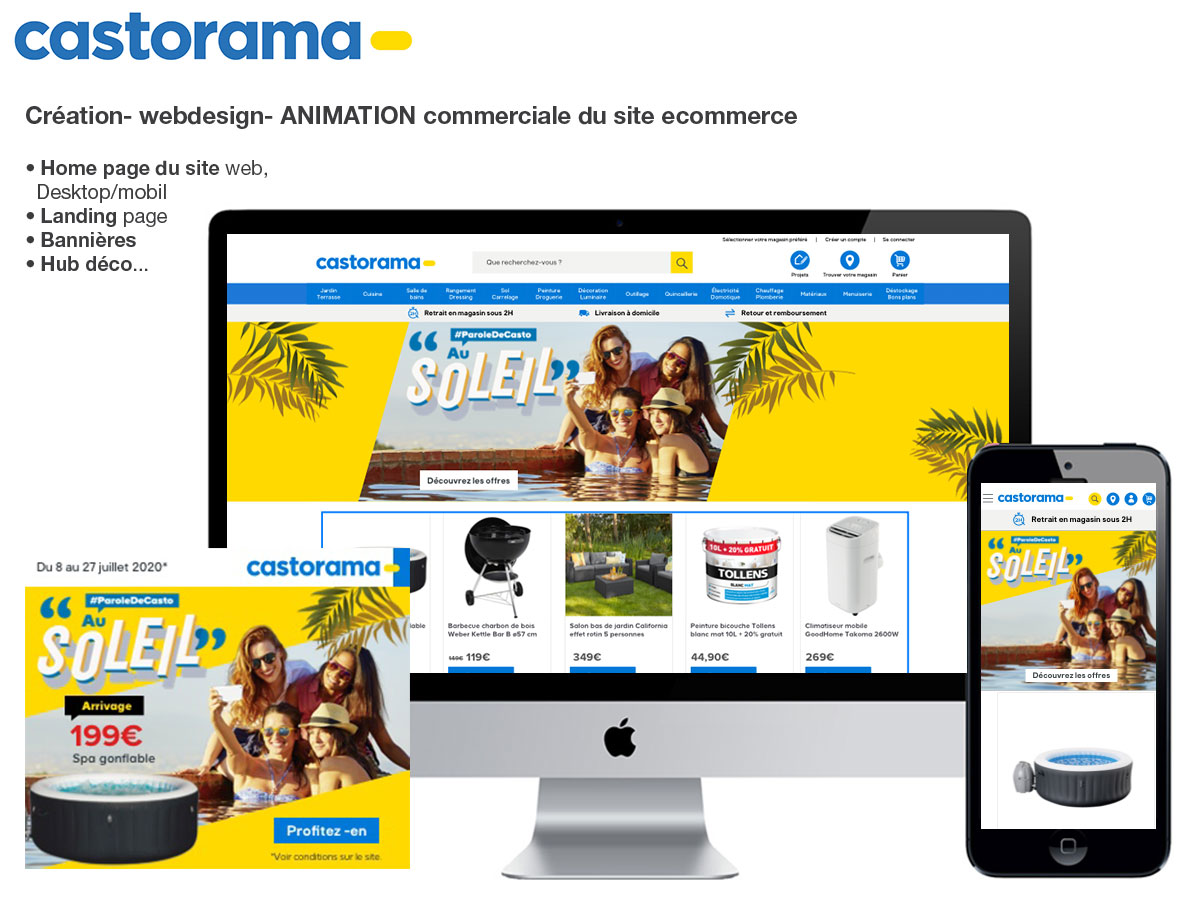 castorama
Création- webdesign- ANIMATION commerciale du site ecommerce
• Home page du site web,
Desktop/mobil
• Landing page
• Bannières
• Hub déco...
Sélectionner votre magasin préféré | Créer un compte | Se connecter
castorama
Que recherchez-vous ?
Projets
Trouver votre magasin
Panier
Jardin Terrasse
Cuisine
Salle de bains
Rangement Dressing
Sol Carrelage
Peinture Droguerie
Décoration Luminaire
Outillage
Quincaillerie
Électricité Domotique
Chauffage Plomberie
Matériaux
Menuiserie
Déstockage Bons plans
2H Retrait en magasin sous 2H
Livraison à domicile
Retour et remboursement
#ParoleDeCasto
“ Au
SOLEIL ”
Découvrez les offres
10L + 20% GRATUIT
TOLLENS
BLANC MAT
Barbecue charbon de bois
Weber Kettle Bar B e57 cm
149€ 119€
Salon bas de jardin California
effet rotin 5 personnes
349€
Peinture bicouche Tollens
blanc mat 10L + 20% gratuit
44,90€
Climatiseur mobile
GoodHome Takoma 2600W
269€
Du 8 au 27 juillet 2020*
castorama
#ParoleDeCasto
“ Au
SOLEIL ”
Arrivage
199€
Spa gonflable
Profitez -en
*Voir conditions sur le site.
castorama
2H Retrait en magasin sous 2H
#ParoleDeCasto
“ Au
SOLEIL ”
Découvrez les offres